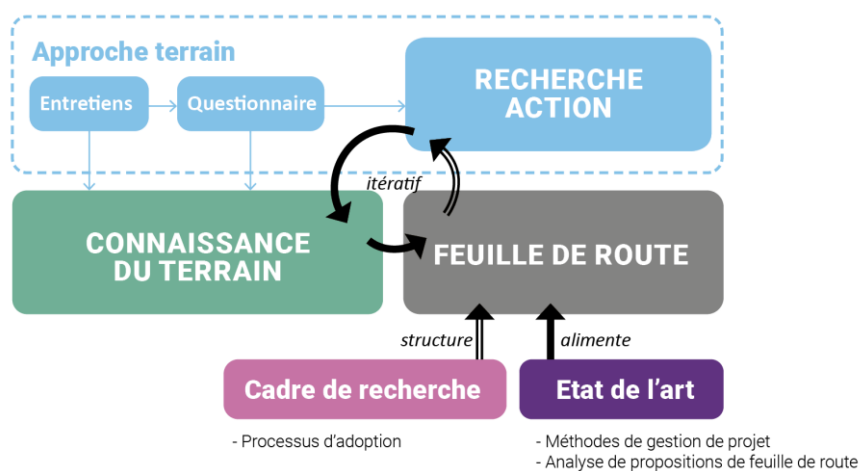 Approche terrain
Entretiens
Questionnaire
RECHERCHE
ACTION
itératif
CONNAISSANCE
DU TERRAIN
FEUILLE DE ROUTE
structure
alimente
Cadre de recherche
Etat de l'art
- Processus d'adoption
- Méthodes de gestion de projet
- Analyse de propositions de feuille de route